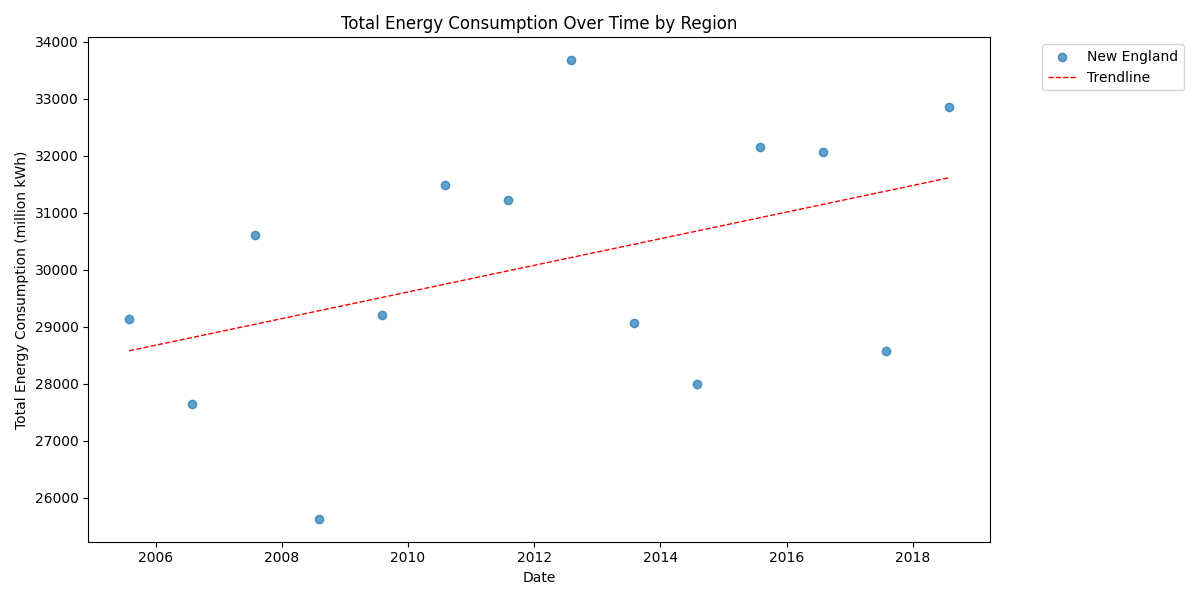 Total Energy Consumption Over Time by Region
New England
Trendline
Total Energy Consumption (million kWh)
34000
33000
32000
31000
30000
29000
28000
27000
26000
2006 2008 2010 2012 2014 2016 2018
Date